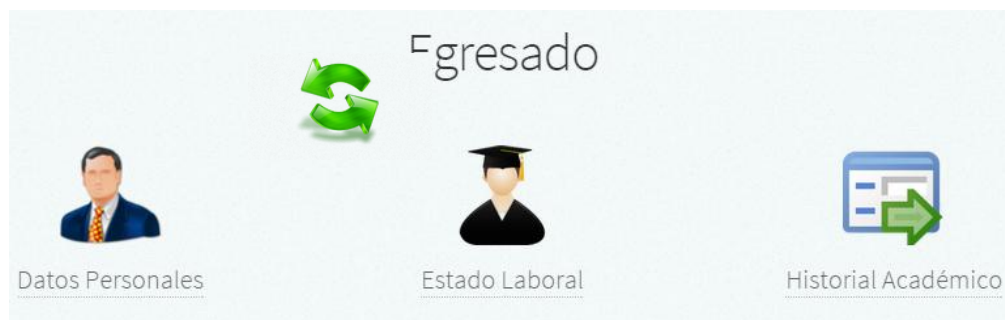 Egresado
Datos Personales
Estado Laboral
Historial Académico